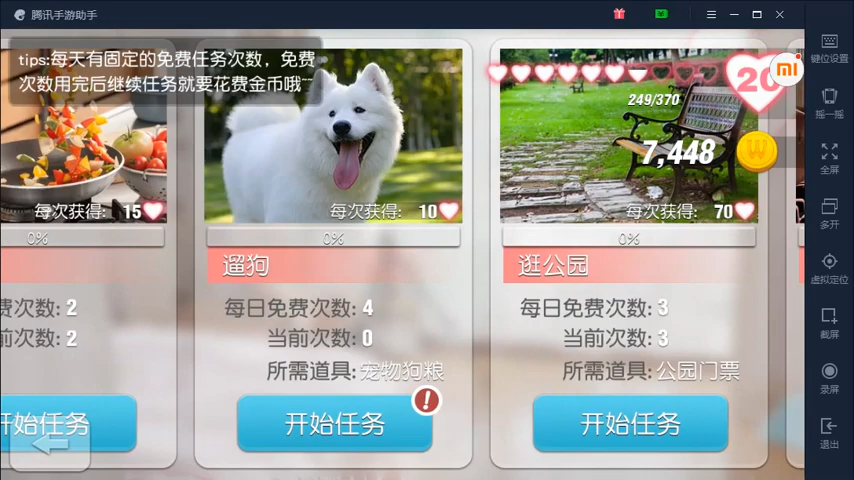 腾讯手游助手
tips:每天有固定的免费任务次数，免费
次数用完后继续任务就要花费金币哦~
20
249/370
7,448
W
mi
每次获得: 15
每次获得: 10
每次获得: 70
0%
0%
0%
遛狗
逛公园
费次数: 2
每日免费次数: 4
每日免费次数: 3
前次数: 2
当前次数: 0
当前次数: 3
所需道具: 宠物狗粮
所需道具: 公园门票
开始任务
开始任务
开始任务
!
键位设置
摇一摇
全屏
多开
虚拟定位
截屏
录屏
退出